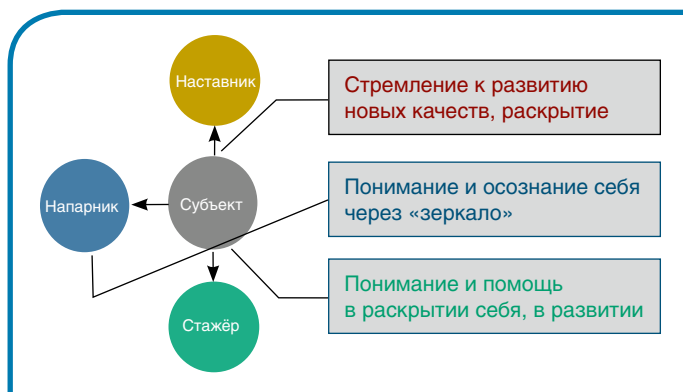 Наставник
Стремление к развитию
новых качеств, раскрытие
Напарник
Субъект
Понимание и осознание себя
через «зеркало»
Стажёр
Понимание и помощь
в раскрытии себя, в развитии